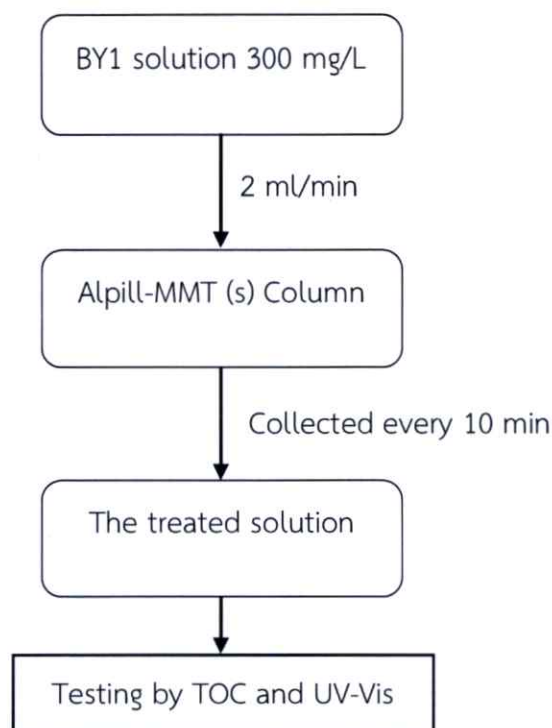 BY1 solution 300 mg/L
2 ml/min
Alpill-MMT (s) Column
Collected every 10 min
The treated solution
Testing by TOC and UV-Vis